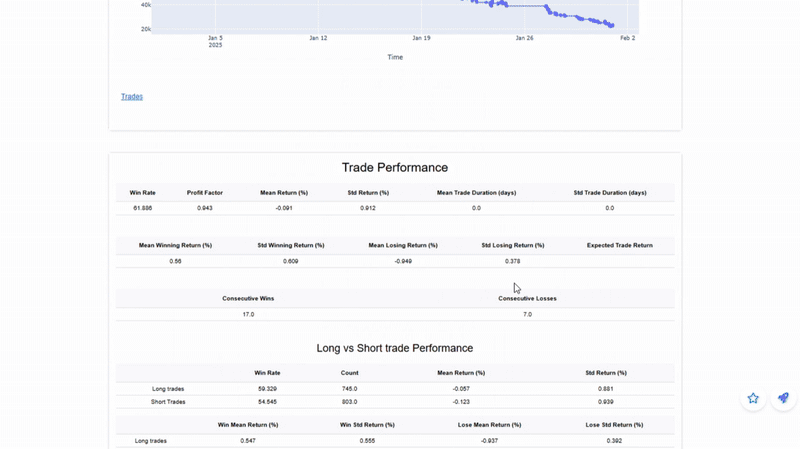 40k
20k
Jan 5 Jan 12 Jan 19 Jan 26 Feb 2
2025
Time
Trades
Trade Performance
Win Rate Profit Factor Mean Return (%) Std Return (%) Mean Trade Duration (days) Std Trade Duration (days)
61.886 0.943 -0.091 0.912 0.0 0.0
Mean Winning Return (%) Std Winning Return (%) Mean Losing Return (%) Std Losing Return (%) Expected Trade Return
0.56 0.609 -0.949 0.378
Consecutive Wins Consecutive Losses
17.0 7.0
Long vs Short trade Performance
Win Rate Count Mean Return (%) Std Return (%)
Long trades 59.329 745.0 -0.057 0.881
Short Trades 54.545 803.0 -0.123 0.939
Win Mean Return (%) Win Std Return (%) Lose Mean Return (%) Lose Std Return (%)
Long trades 0.547 0.555 -0.937 0.392